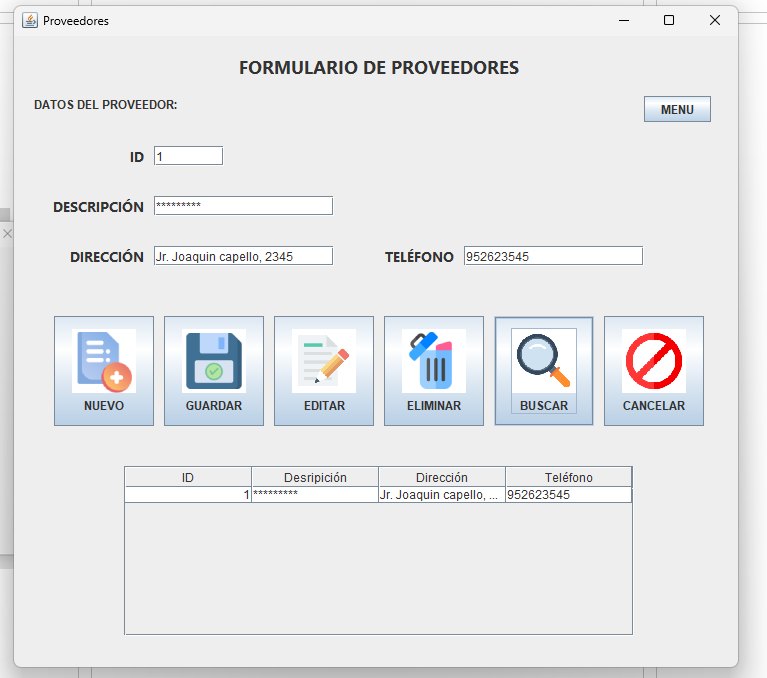 Proveedores
FORMULARIO DE PROVEEDORES
DATOS DEL PROVEEDOR:
MENU
ID 1
DESCRIPCIÓN *********
DIRECCIÓN Jr. Joaquin capello, 2345 TELÉFONO 952623545
NUEVO GUARDAR EDITAR ELIMINAR BUSCAR CANCELAR
ID Desripición Dirección Teléfono
1 ********* Jr. Joaquin capello, ... 952623545